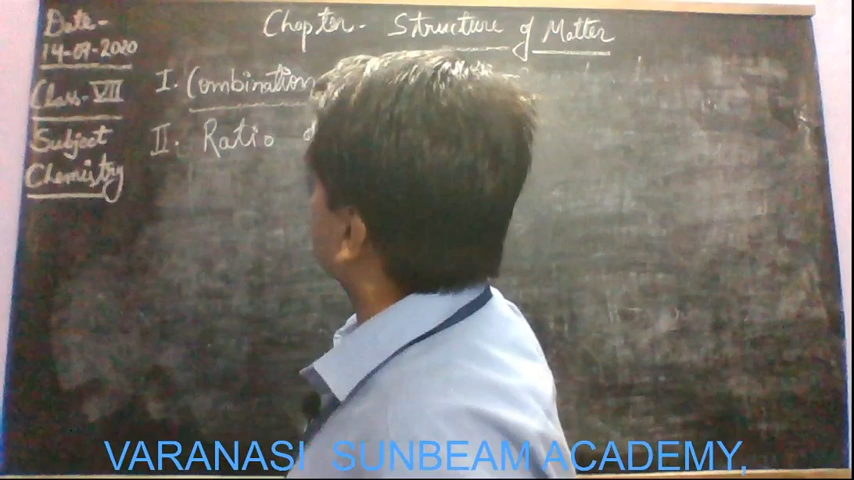 Date-
14-09-2020
Class-VII
Subject
Chemistry
Chapter- Structure of Matter
I. Combination
II. Ratio
VARANASI SUNBEAM ACADEMY,